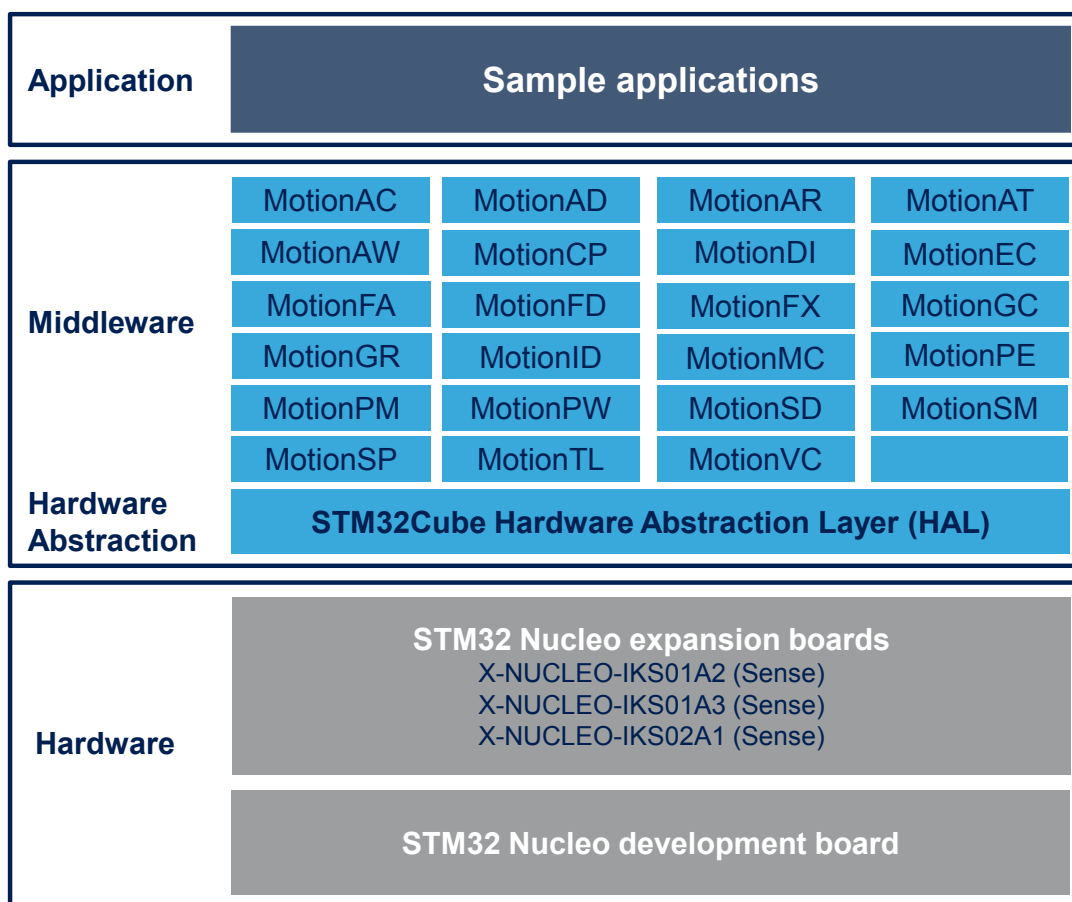 Application
Sample applications
MotionAC MotionAD MotionAR MotionAT
MotionAW MotionCP MotionDI MotionEC
Middleware
MotionFA MotionFD MotionFX MotionGC
MotionGR MotionID MotionMC MotionPE
MotionPM MotionPW MotionSD MotionSM
MotionSP MotionTL MotionVC
Hardware
Abstraction
STM32Cube Hardware Abstraction Layer (HAL)
Hardware
STM32 Nucleo expansion boards
X-NUCLEO-IKS01A2 (Sense)
X-NUCLEO-IKS01A3 (Sense)
X-NUCLEO-IKS02A1 (Sense)
STM32 Nucleo development board